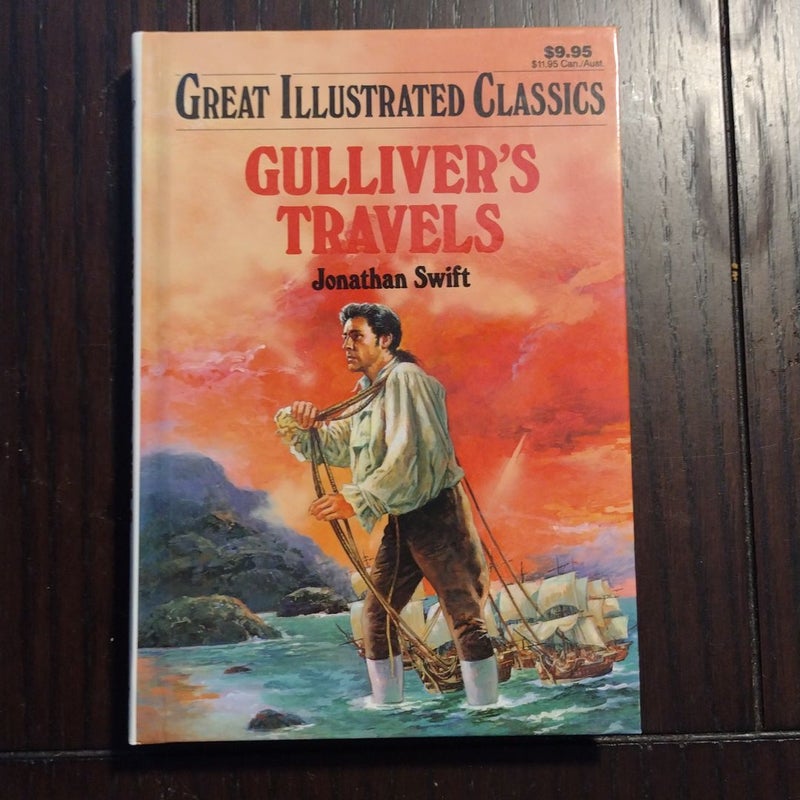 $9.95
$11.95 Can./Aust.
GREAT ILLUSTRATED CLASSICS
GULLIVER'S
TRAVELS
Jonathan Swift